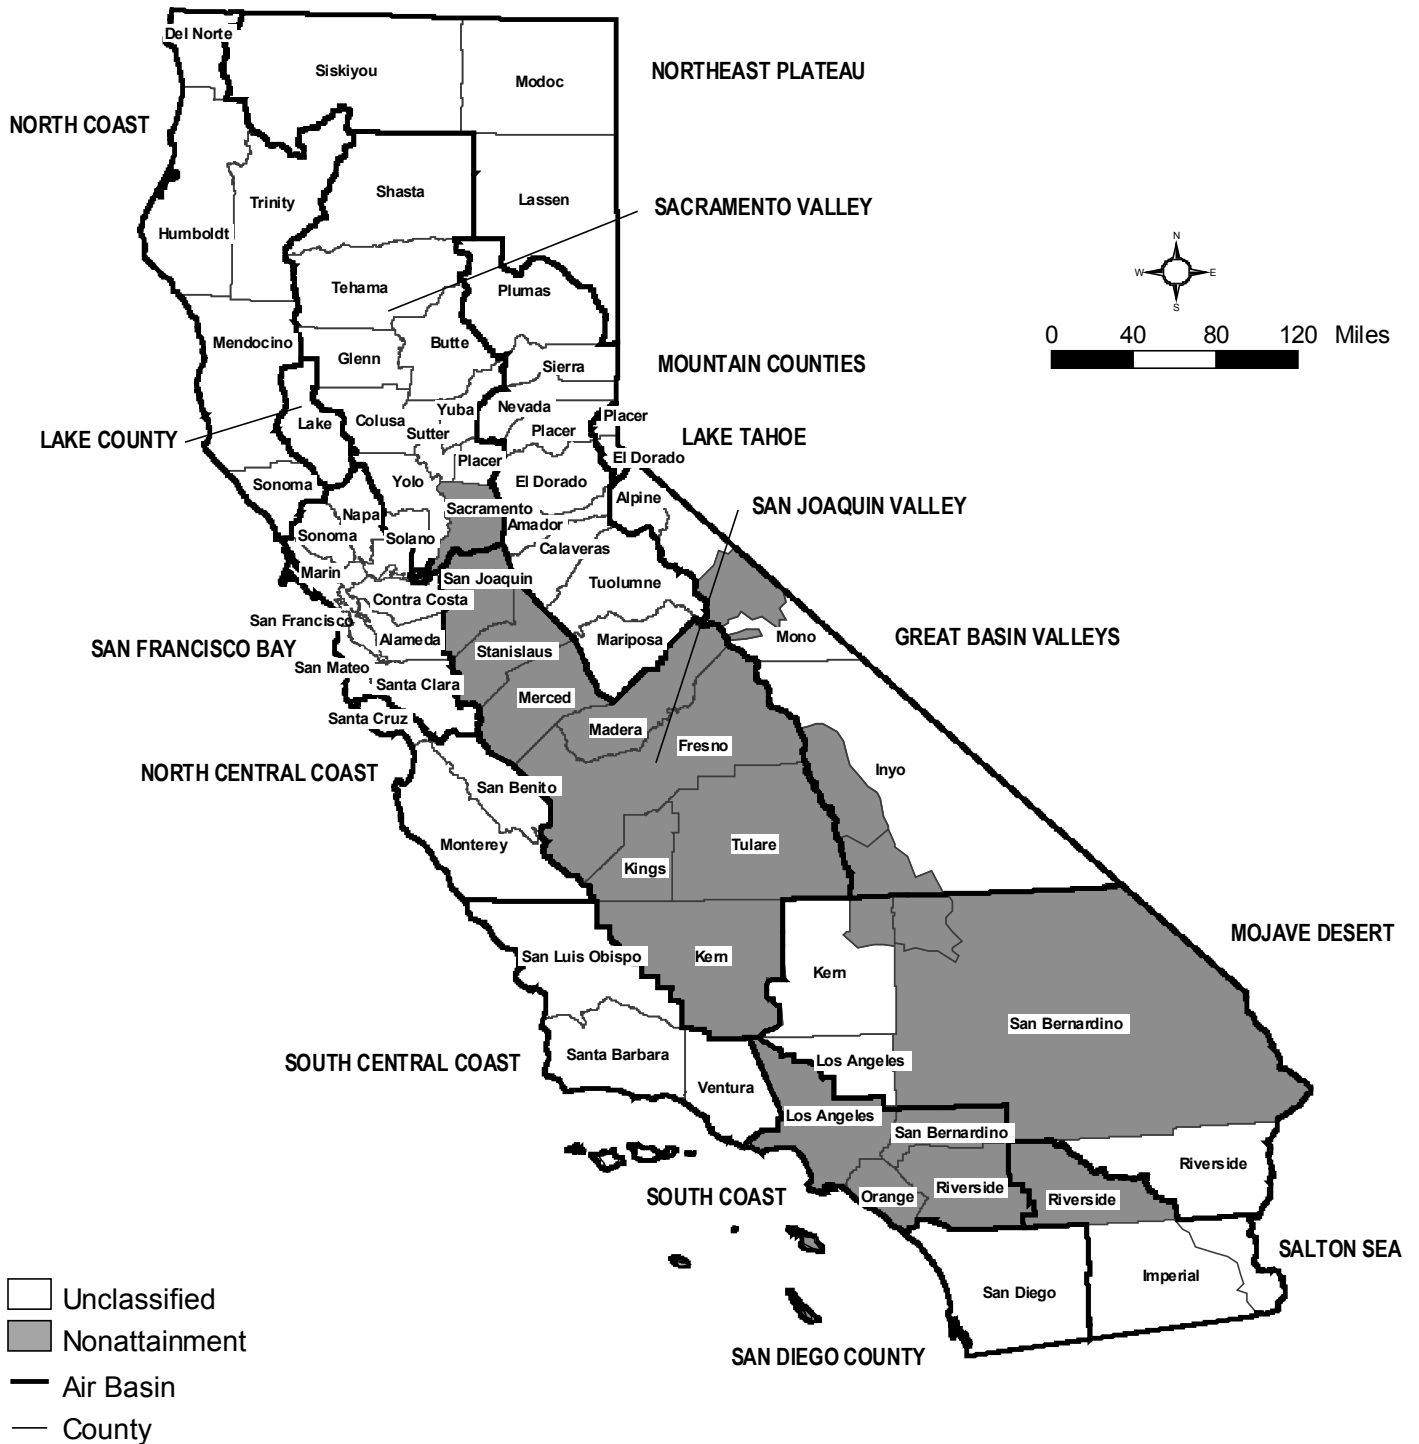 Del Norte
Siskiyou
Modoc
NORTHEAST PLATEAU
NORTH COAST
Shasta
Lassen
Trinity
SACRAMENTO VALLEY
Humboldt
N
W
E
S
Tehama
Plumas
0 40 80 120 Miles
Mendocino
Butte
Glenn
Sierra
MOUNTAIN COUNTIES
Nevada
Yuba
Placer
Colusa
Lake
Sutter
Placer
LAKE COUNTY
LAKE TAHOE
Placer
El Dorado
Sonoma
Yolo
El Dorado
Alpine
Sacramento
SAN JOAQUIN VALLEY
Napa
Amador
Sonoma
Solano
Calaveras
Marin
San Joaquin
Tuolumne
Contra Costa
San Francisco
Alameda
Mariposa
Mono
GREAT BASIN VALLEYS
SAN FRANCISCO BAY
Stanislaus
San Mateo
Santa Clara
Merced
Santa Cruz
Madera
Fresno
NORTH CENTRAL COAST
Inyo
San Benito
Monterey
Tulare
Kings
MOJAVE DESERT
San Luis Obispo
Kern
Kern
San Bernardino
SOUTH CENTRAL COAST
Santa Barbara
Los Angeles
Ventura
Los Angeles
San Bernardino
Riverside
SOUTH COAST
Orange
Riverside
Riverside
SALTON SEA
Imperial
San Diego
SAN DIEGO COUNTY
Unclassified
Nonattainment
Air Basin
County